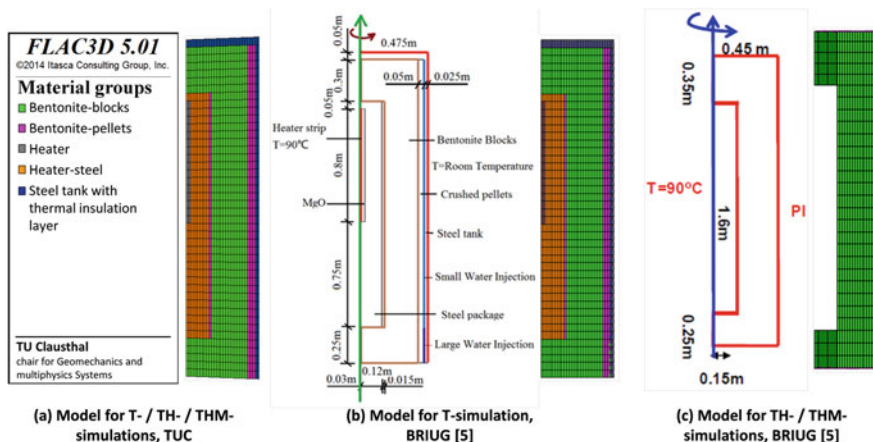 FLAC3D 5.01
©2014 Itasca Consulting Group, Inc.
Material groups
Bentonite-blocks
Bentonite-pellets
Heater
Heater-steel
Steel tank with
thermal insulation
layer
TU Clausthal
chair for Geomechanics and
multiphysics Systems
(a) Model for T- / TH- / THM-
simulations, TUC
0.05m
0.475m
0.3m
0.05m
0.025m
0.05m
Heater strip
T=90℃
0.8m
MgO
Bentonite Blocks
T=Room Temperature
Crushed pellets
Steel tank
0.75m
Small Water Injection
Steel package
0.25m
Large Water Injection
0.12m
0.03m
0.015m
(b) Model for T-simulation,
BRIUG [5]
0.45 m
0.35m
T=90°C
1.6m
PI
0.25m
0.15m
(c) Model for TH- / THM-
simulations, BRIUG [5]